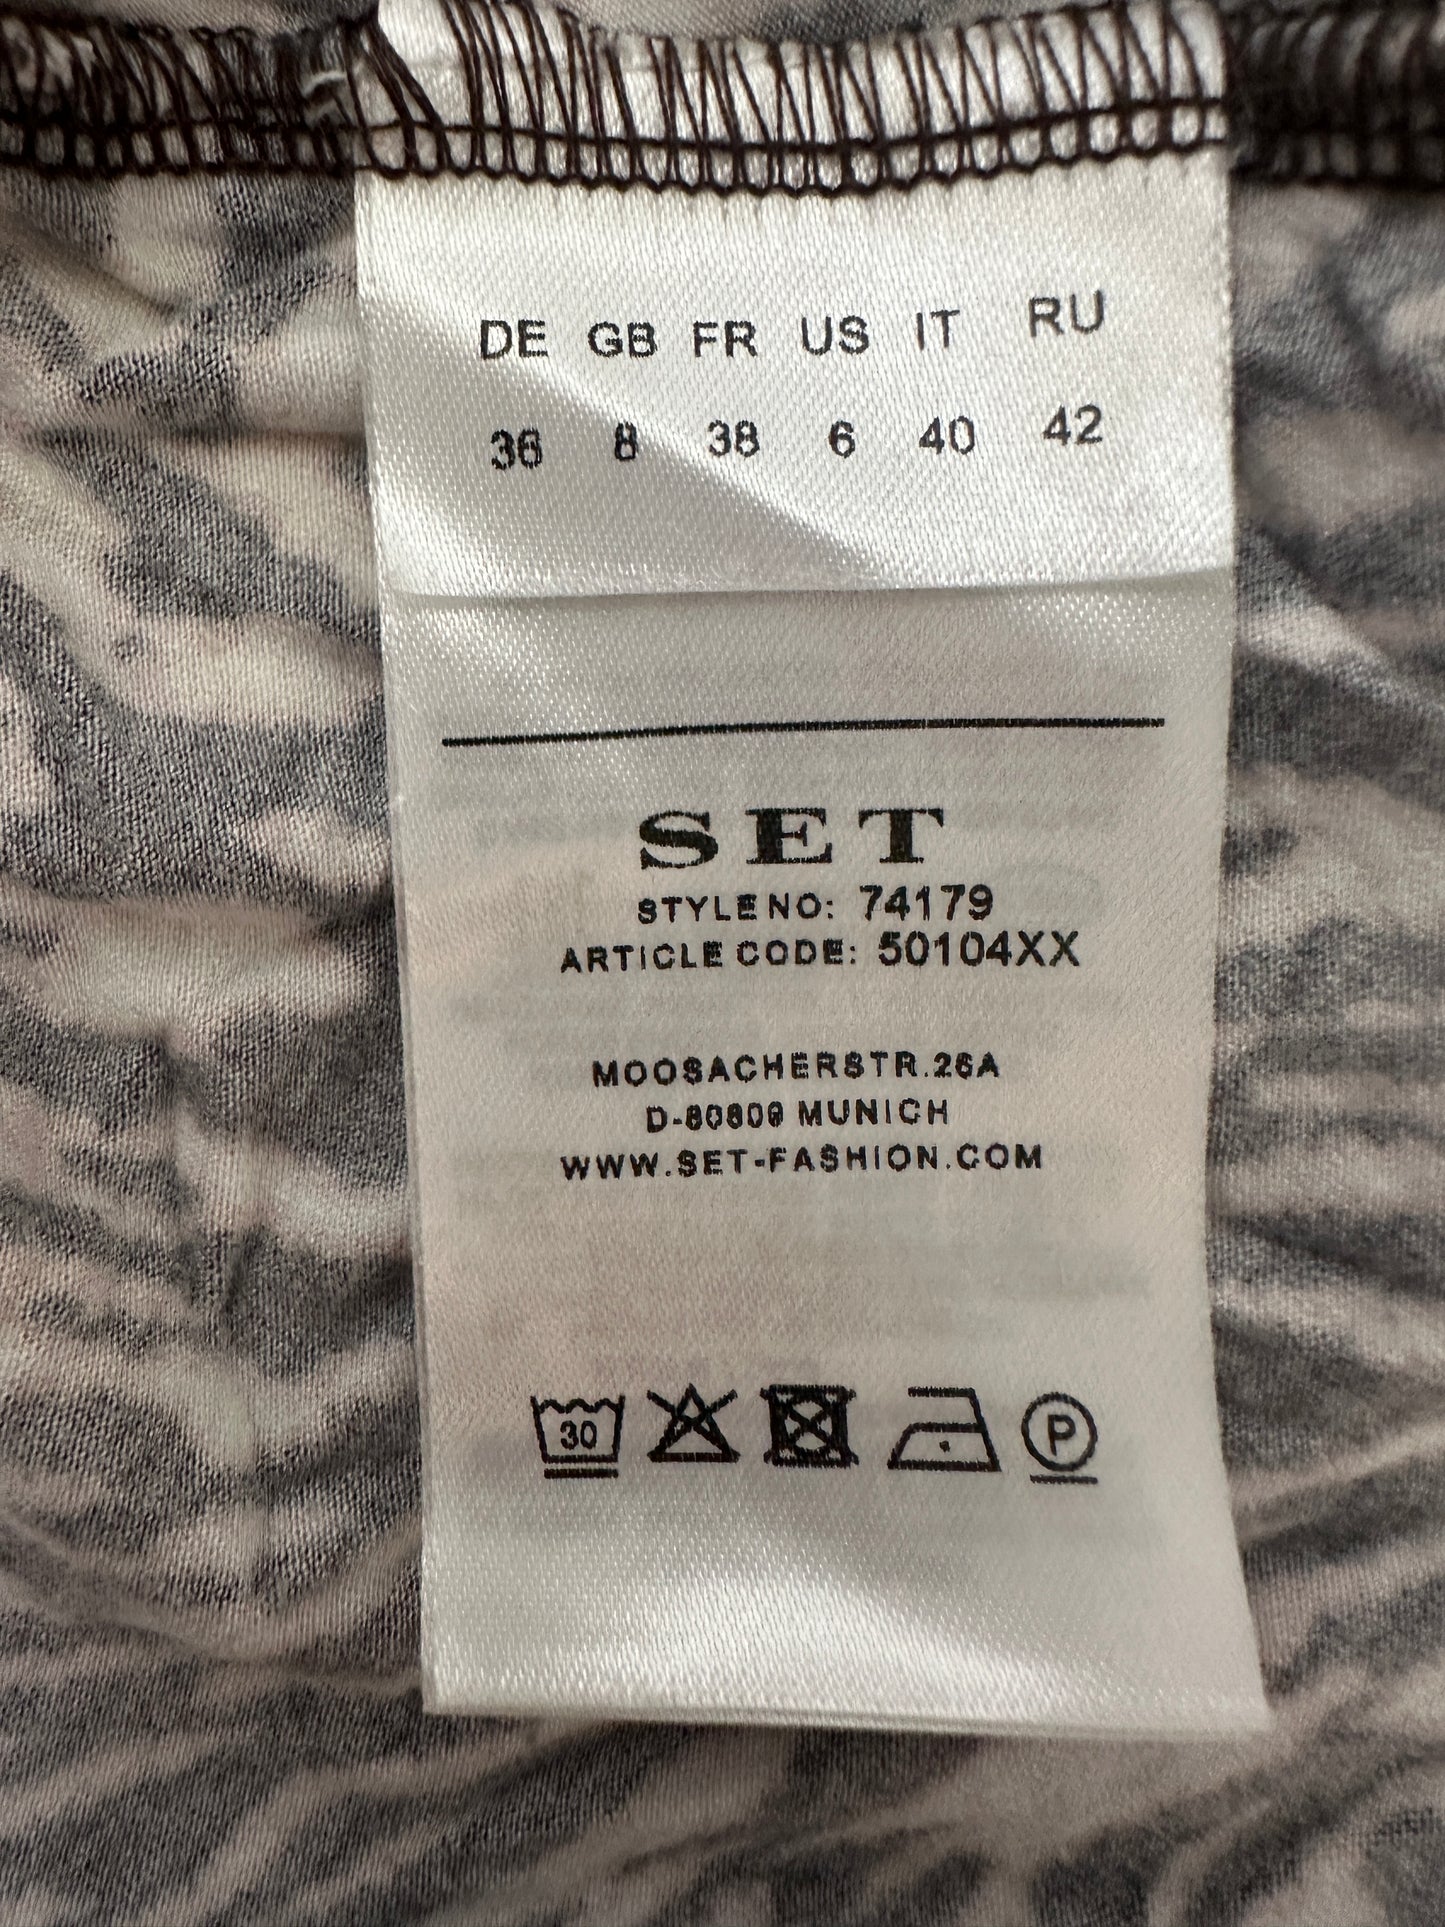 DE GB FR US IT RU
36 8 38 6 40 42
SET
STYLE NO: 74179
ARTICLE CODE: 50104XX
MOOSACHERSTR.26A
D-80809 MUNICH
WWW.SET-FASHION.COM
30 P